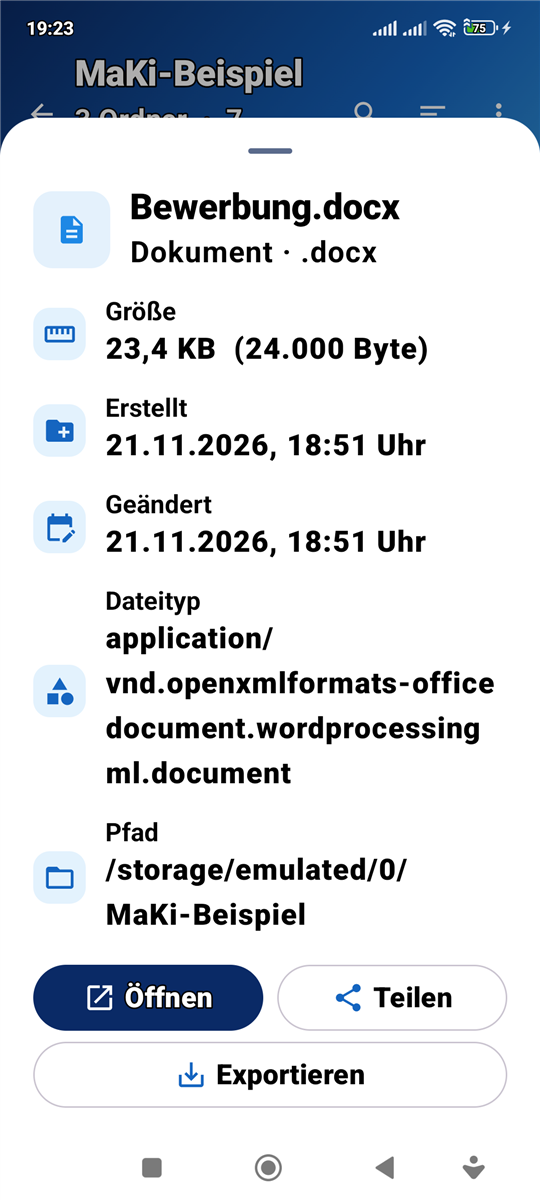 19:23
75
MaKi-Beispiel
Bewerbung.docx
Dokument · .docx
Größe
23,4 KB (24.000 Byte)
Erstellt
21.11.2026, 18:51 Uhr
Geändert
21.11.2026, 18:51 Uhr
Dateityp
application/
vnd.openxmlformats-office
document.wordprocessing
ml.document
Pfad
/storage/emulated/0/
MaKi-Beispiel
Öffnen
Teilen
Exportieren